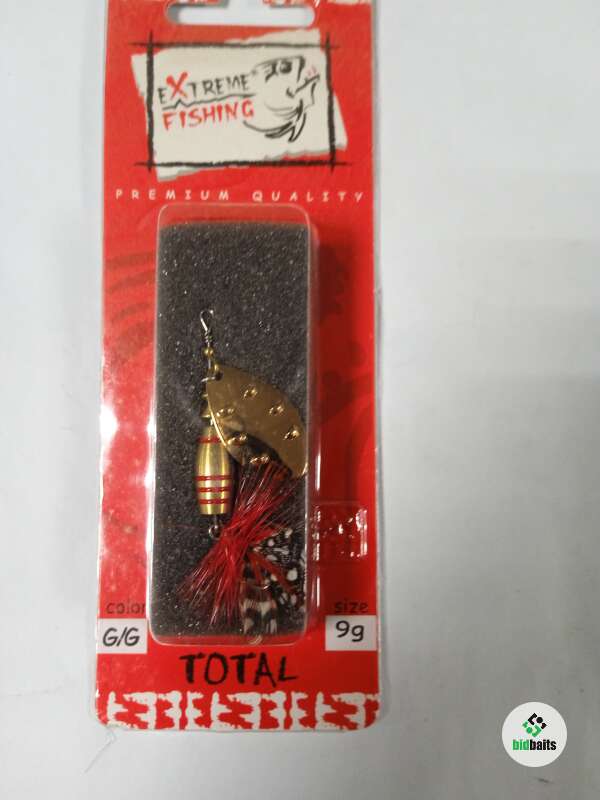 eXTREME
FISHING
PREMIUM QUALITY
color
size
G/G
9g
TOTAL
bidbaits